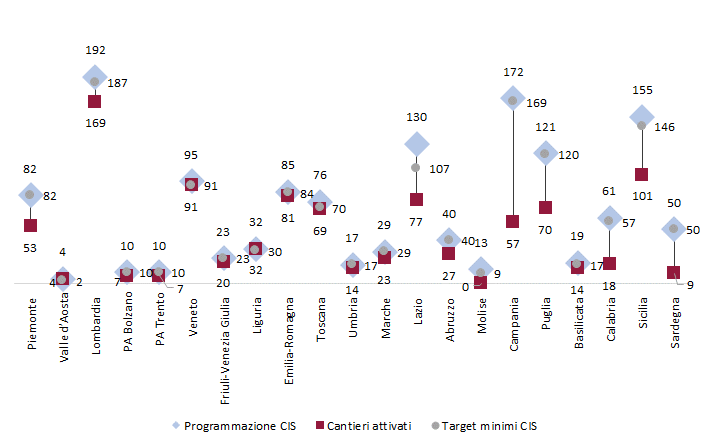 192
187
169
172
169
155
146
130
121
120
107
101
95
91
91
85
84
81
82
82
76
70
69
77
70
61
57
57
53
50
50
40
40
32
30
32
29
29
27
23
23
23
20
19
17
14
18
17
17
14
13
9
0
10
10
7
10
10
7
4
4
2
9
Piemonte
Valle d'Aosta
Lombardia
PA Bolzano
PA Trento
Veneto
Friuli-Venezia Giulia
Liguria
Emilia-Romagna
Toscana
Umbria
Marche
Lazio
Abruzzo
Molise
Campania
Puglia
Basilicata
Calabria
Sicilia
Sardegna
Programmazione CIS
Cantieri attivati
Target minimi CIS